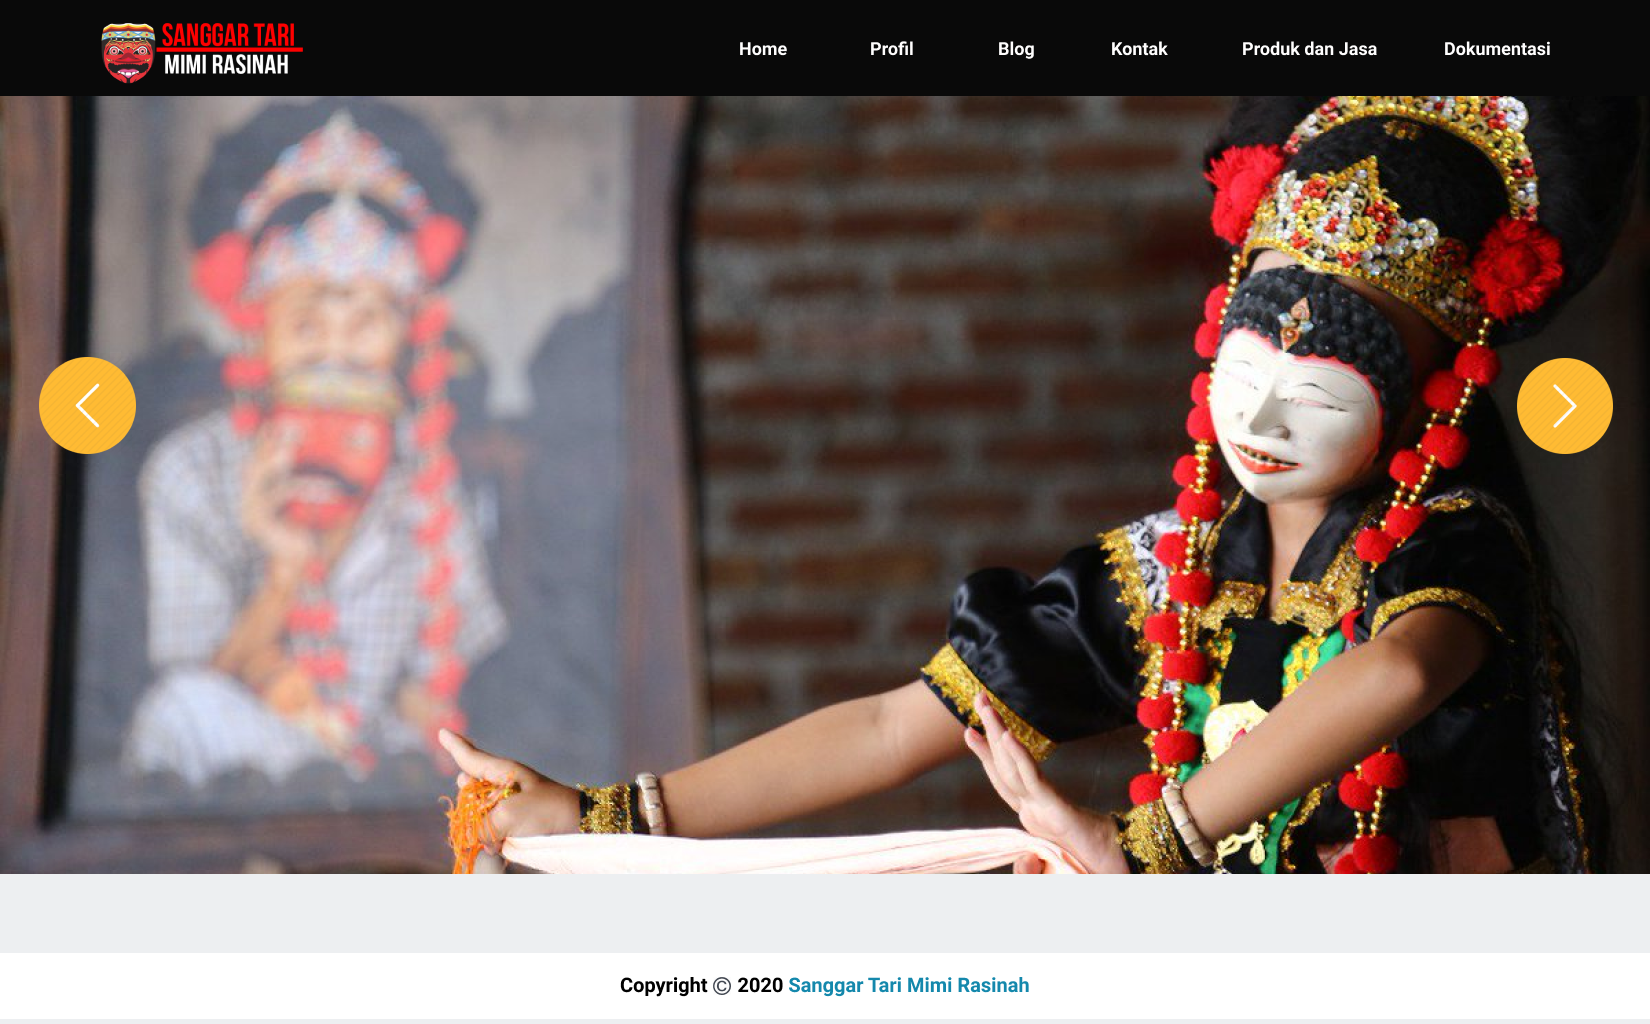 SANGGAR TARI
MIMI RASINAH
Home Profil Blog Kontak Produk dan Jasa Dokumentasi
Copyright © 2020 Sanggar Tari Mimi Rasinah